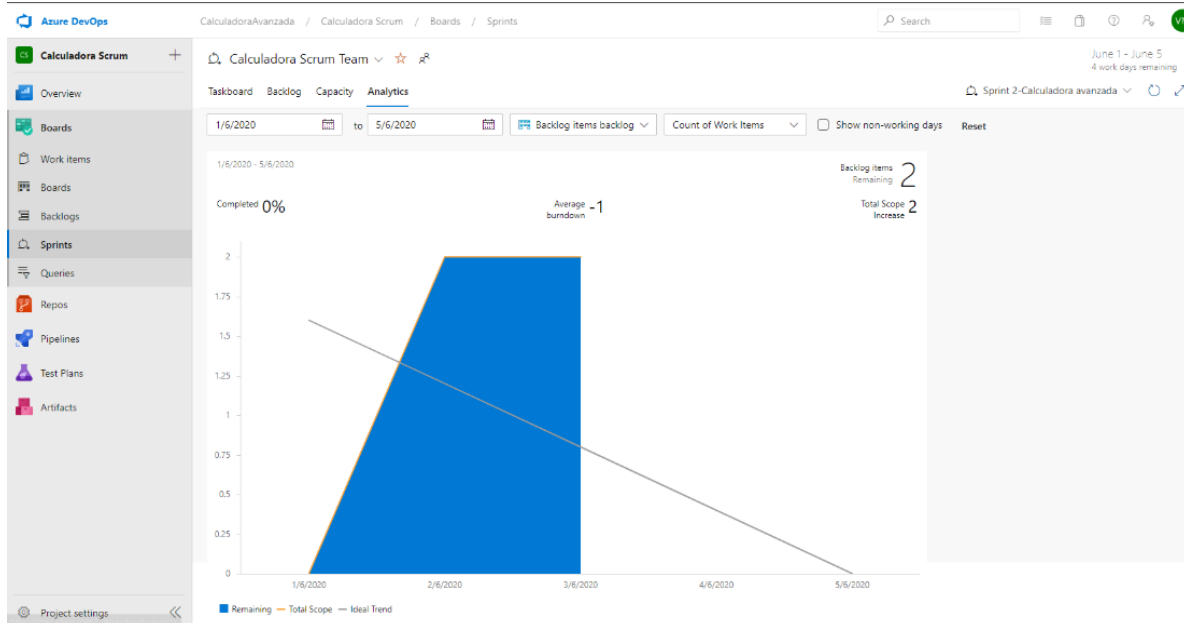 Azure DevOps
CalculadoraAvanzada / Calculadora Scrum / Boards / Sprints
Search
CS Calculadora Scrum
Calculadora Scrum Team
June 1 - June 5
4 work days remaining
Overview
Boards
Work items
Boards
Backlogs
Sprints
Queries
Repos
Pipelines
Test Plans
Artifacts
Project settings
Taskboard Backlog Capacity Analytics
Sprint 2-Calculadora avanzada
1/6/2020 to 5/6/2020 Backlog items backlog Count of Work Items Show non-working days Reset
1/6/2020 - 5/6/2020
Backlog items
Remaining 2
Completed 0%
Average
burndown -1
Total Scope
Increase 2
2
1.75
1.5
1.25
1
0.75
0.5
0.25
0
1/6/2020 2/6/2020 3/6/2020 4/6/2020 5/6/2020
Remaining Total Scope Ideal Trend